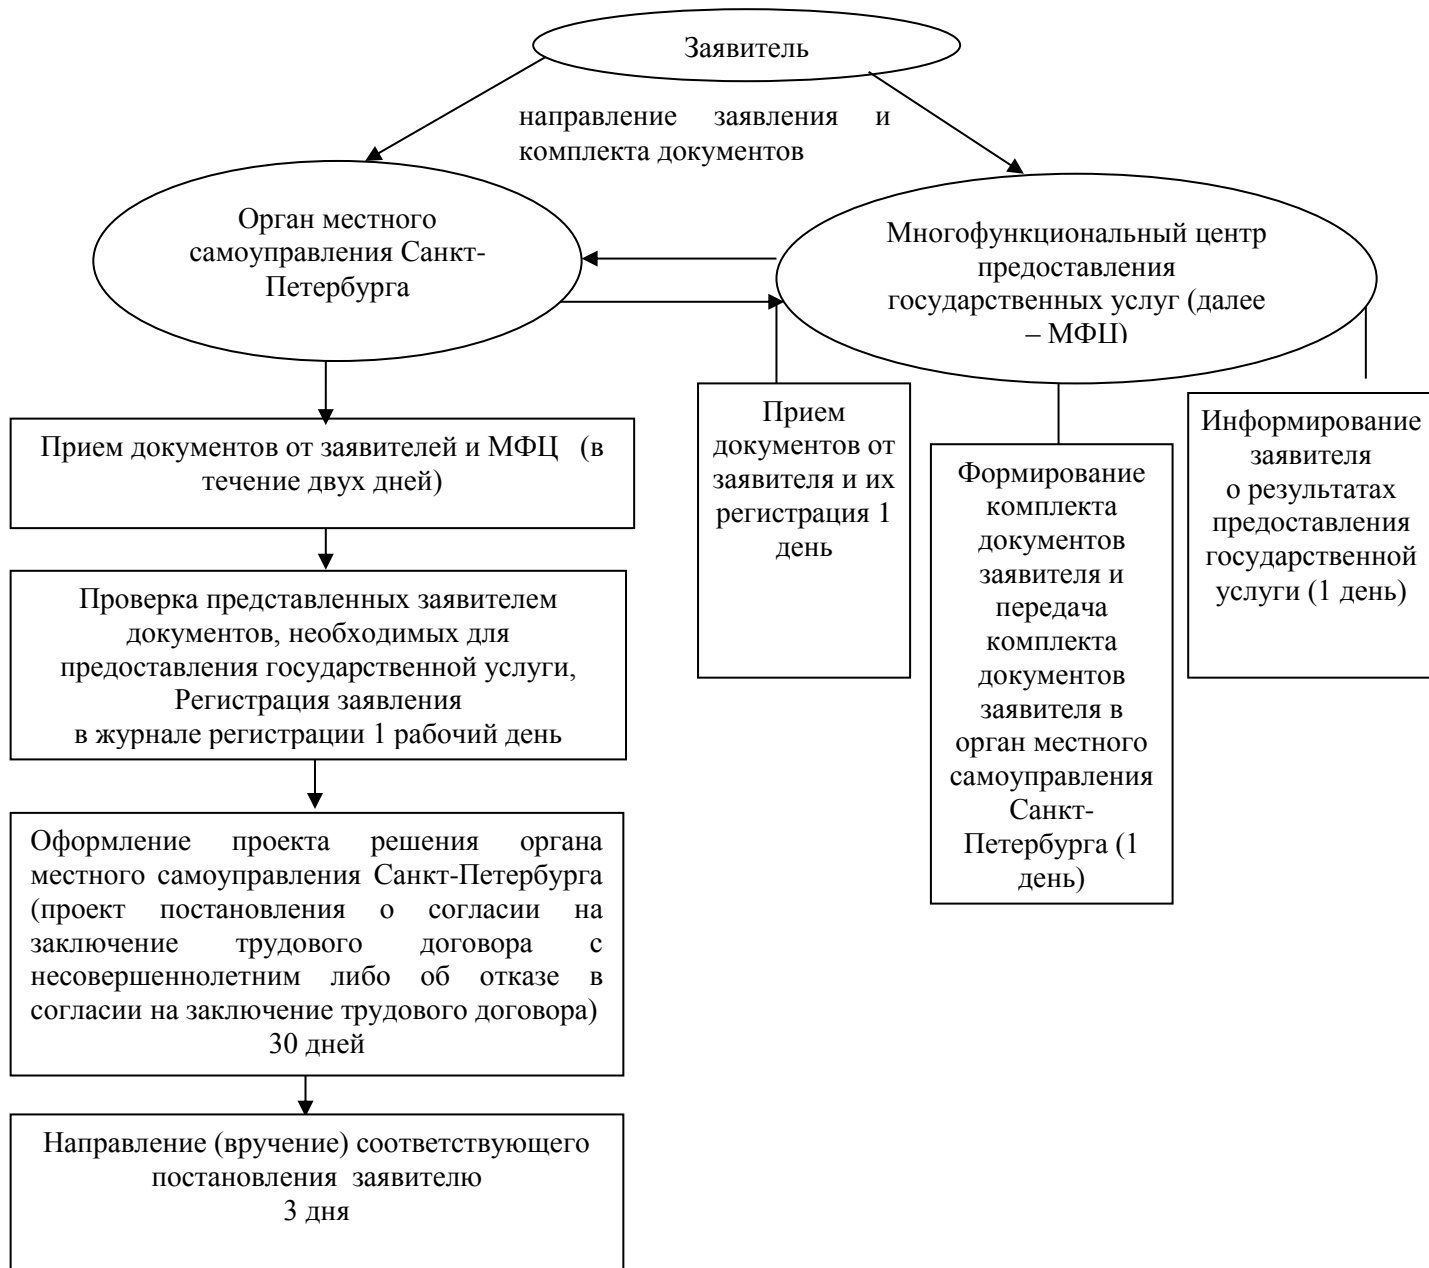 Заявитель
направление заявления и
комплекта документов
Орган местного
самоуправления Санкт-
Петербурга
Многофункциональный центр
предоставления
государственных услуг (далее
– МФЦ)
Прием документов от заявителей и МФЦ (в
течение двух дней)
Проверка представленных заявителем
документов, необходимых для
предоставления государственной услуги,
Регистрация заявления
в журнале регистрации 1 рабочий день
Оформление проекта решения органа
местного самоуправления Санкт-Петербурга
(проект постановления о согласии на
заключение трудового договора с
несовершеннолетним либо об отказе в
согласии на заключение трудового договора)
30 дней
Направление (вручение) соответствующего
постановления заявителю
3 дня
Прием
документов от
заявителя и их
регистрация 1
день
Формирование
комплекта
документов
заявителя и
передача
комплекта
документов
заявителя в
орган местного
самоуправления
Санкт-
Петербурга (1
день)
Информирование
заявителя
о результатах
предоставления
государственной
услуги (1 день)